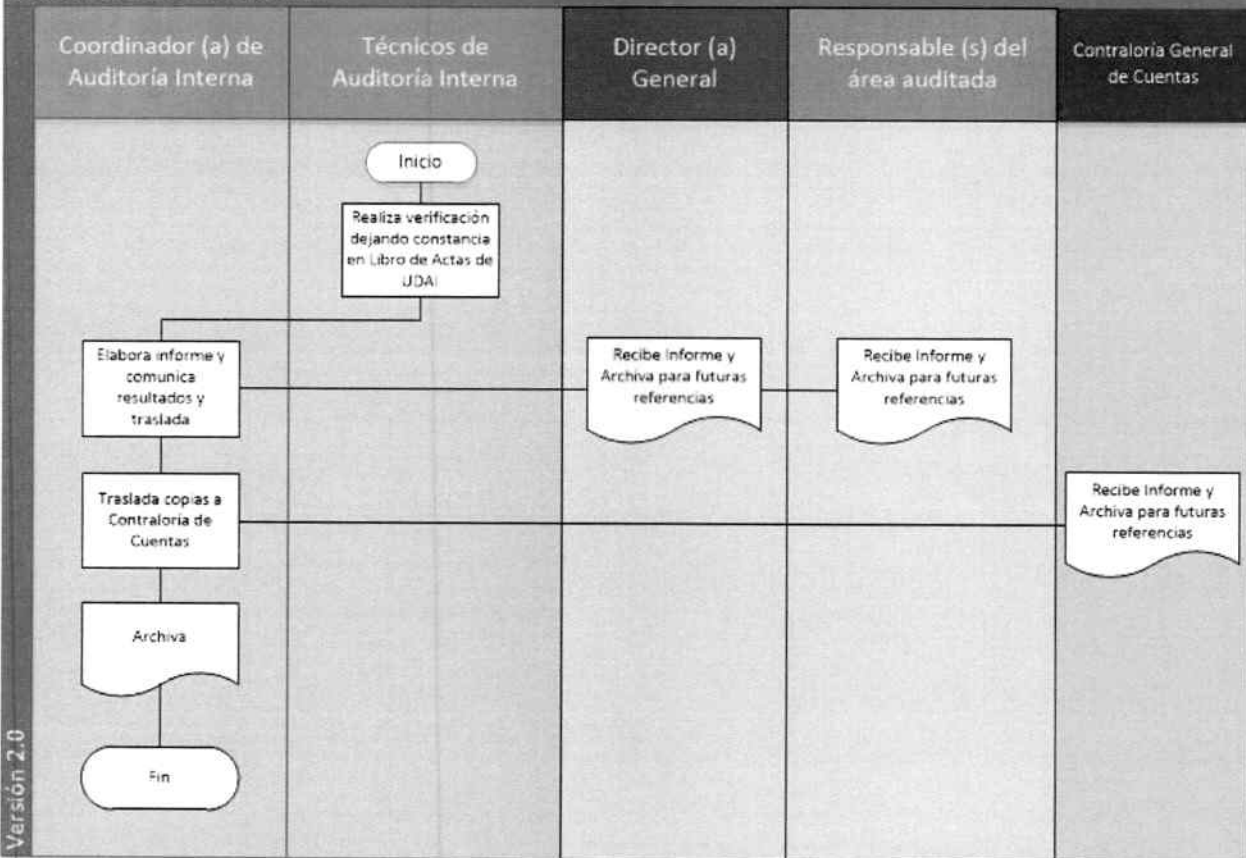 Coordinador (a) de
Auditoría Interna
Técnicos de
Auditoría Interna
Director (a)
General
Responsable (s) del
área auditada
Contraloría General
de Cuentas
Inicio
Realiza verificación
dejando constancia
en Libro de Actas de
UDAI
Elabora informe y
comunica
resultados y
traslada
Recibe Informe y
Archiva para futuras
referencias
Recibe Informe y
Archiva para futuras
referencias
Traslada copias a
Contraloría de
Cuentas
Recibe Informe y
Archiva para futuras
referencias
Archiva
Fin
Versión 2.0